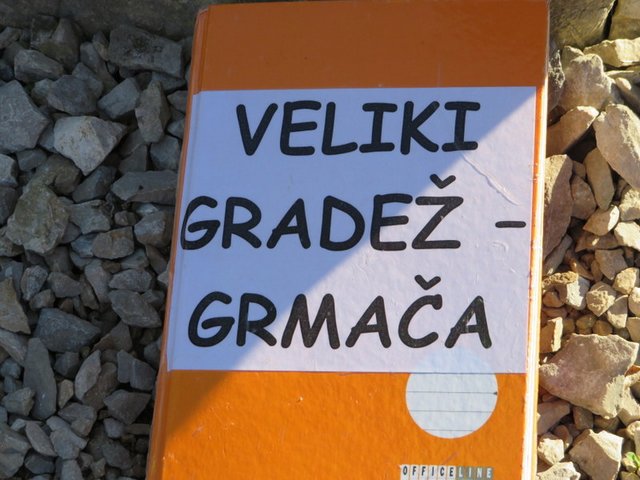 VELIKI
GRADEŽ -
GRMAČA
OFFICELINE